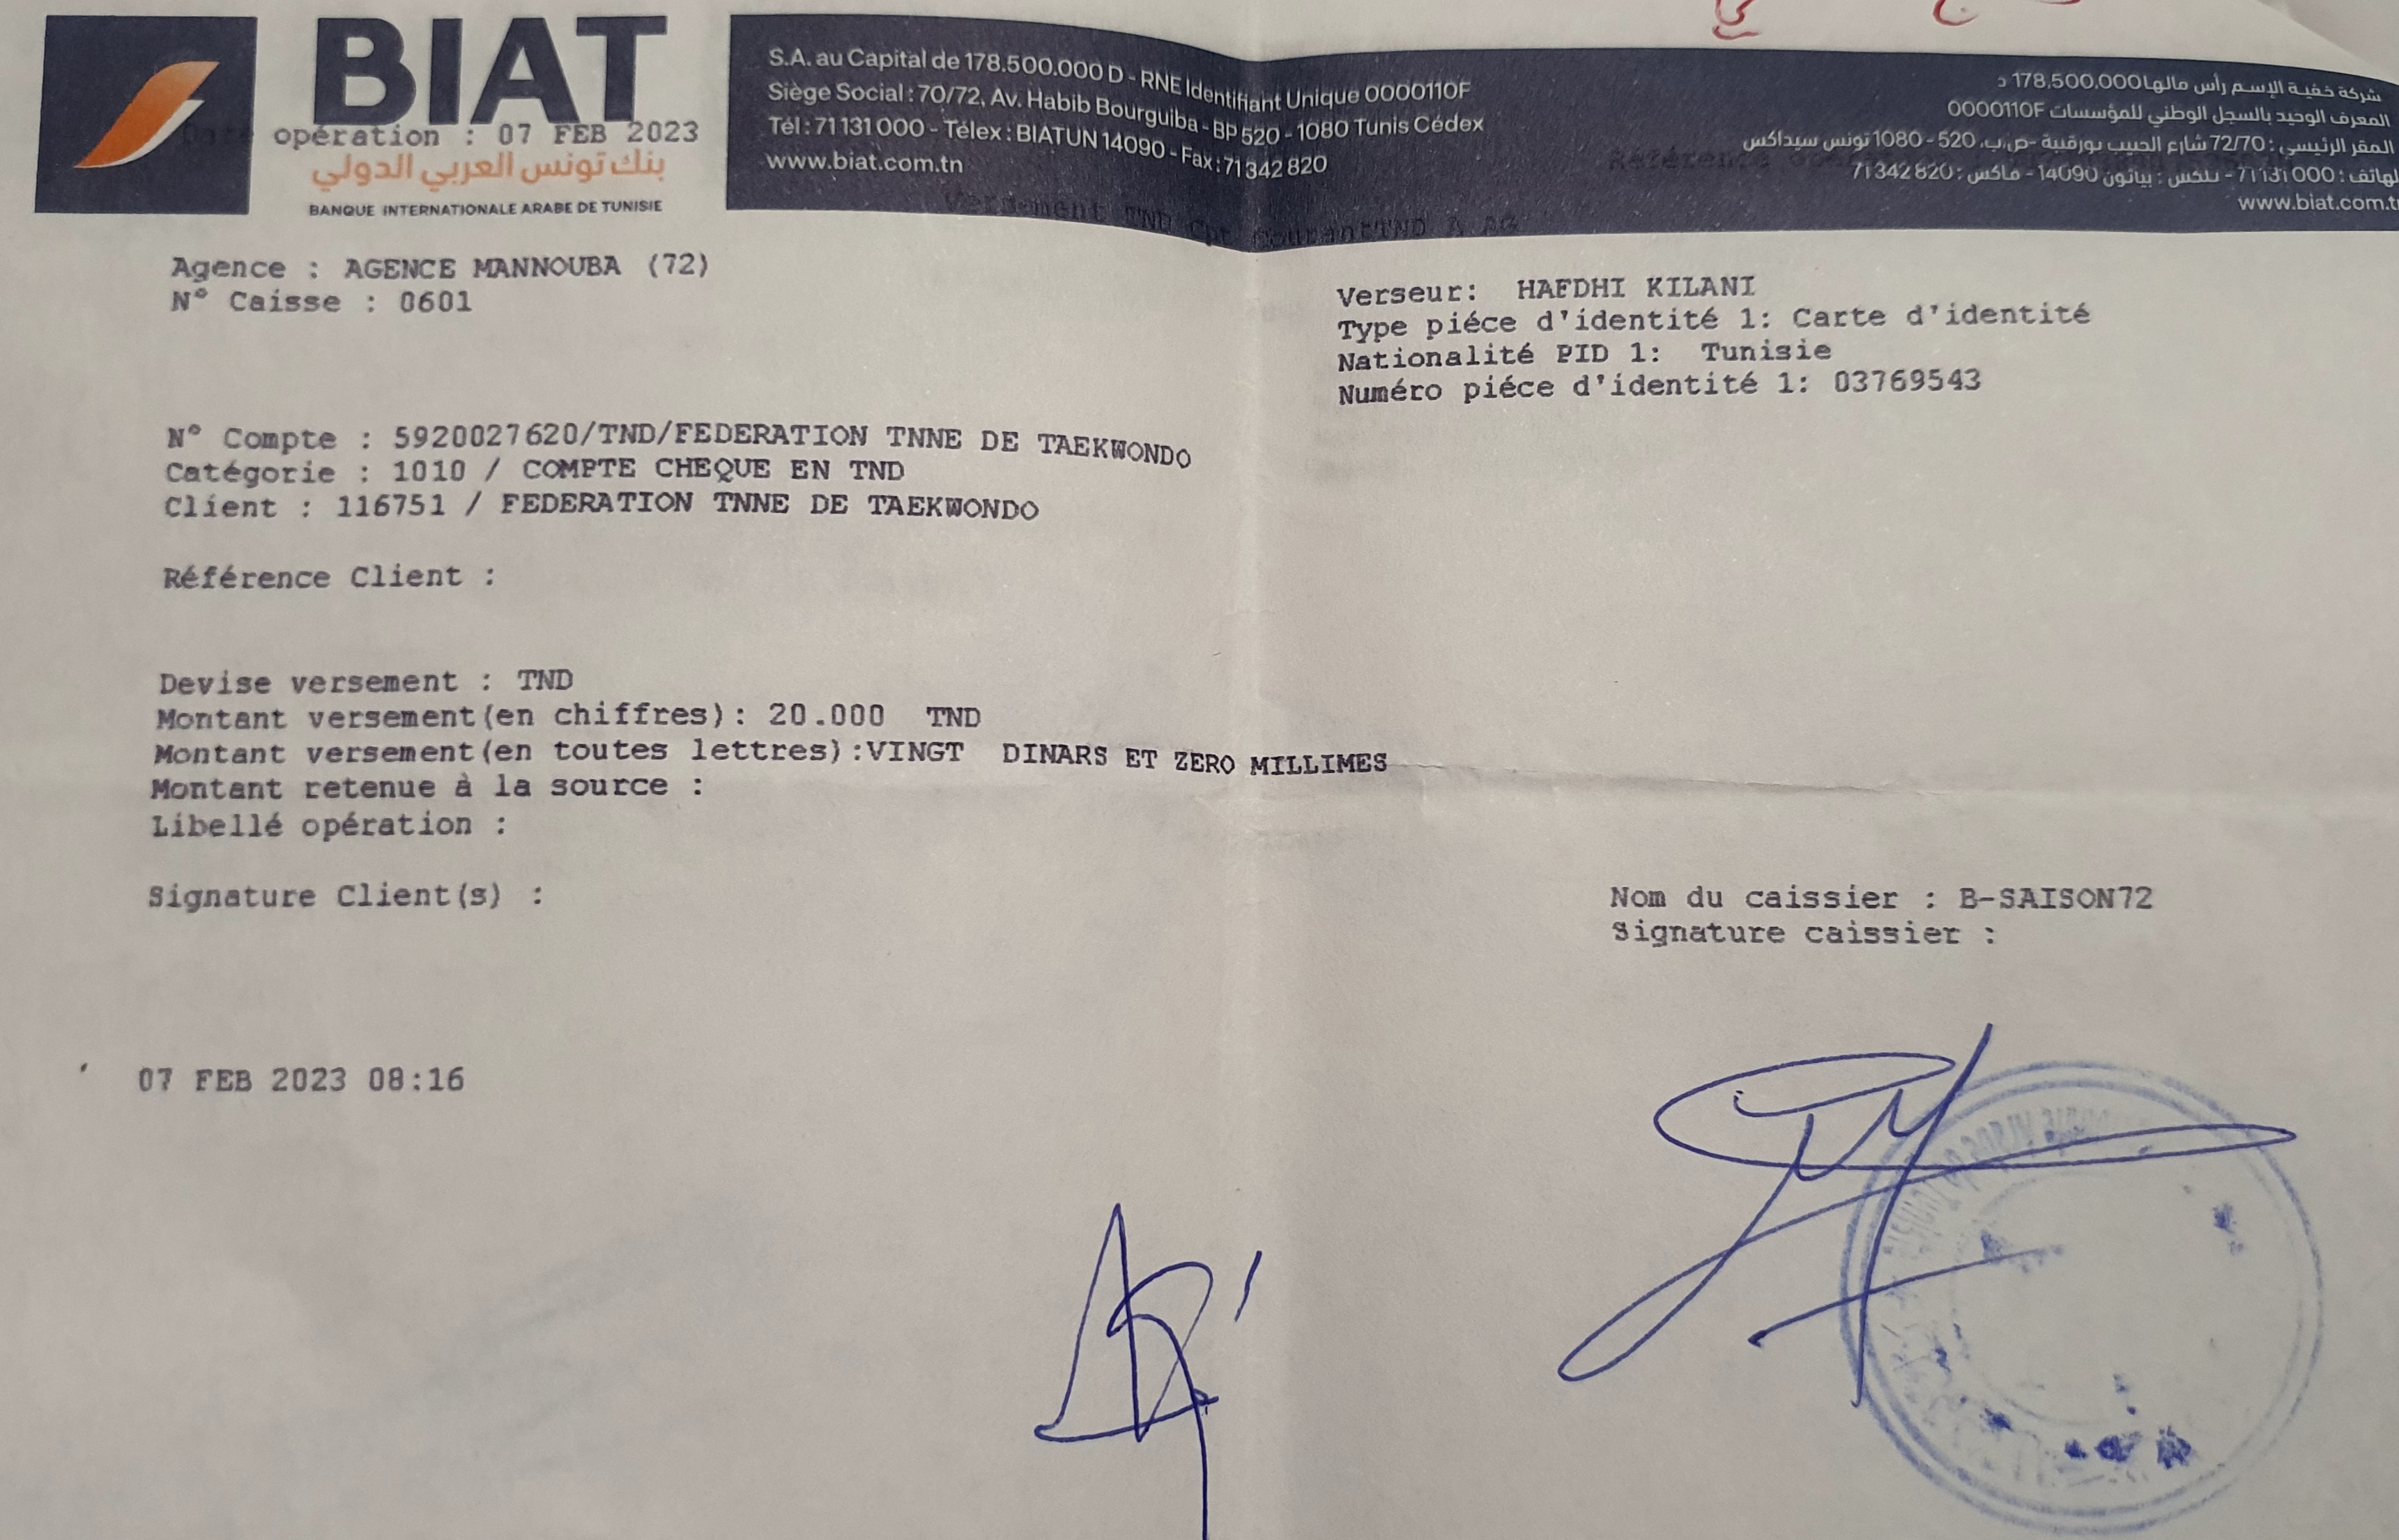 BIAT
Date opération : 07 FEB 2023
بنك تونس العربي الدولي
BANQUE INTERNATIONALE ARABE DE TUNISIE
S.A. au Capital de 178.500.000 D - RNE Identifiant Unique 0000110F
Siège Social : 70/72, Av. Habib Bourguiba - BP 520 - 1080 Tunis Cédex
Tél : 71 131 000 - Télex : BIATUN 14090 - Fax : 71 342 820
www.biat.com.tn
شركة خفية الإسم رأس مالها 178.500.000 د
المعرف الوحيد بالسجل الوطني للمؤسسات 0000110F
المقر الرئيسي : 72/70 شارع الحبيب بورقيبة -ص.ب. 520 - 1080 تونس سيداكس
الهاتف : 71 131 000 - تلكس : بياتون 14090 - فاكس : 71 342 820
www.biat.com.tn
Versement TND Cpt CourantTND A AG
Agence : AGENCE MANNOUBA (72)
N° Caisse : 0601
Verseur: HAFDHI KILANI
Type piéce d'identité 1: Carte d'identité
Nationalité PID 1: Tunisie
Numéro piéce d'identité 1: 03769543
N° Compte : 5920027620/TND/FEDERATION TNNE DE TAEKWONDO
Catégorie : 1010 / COMPTE CHEQUE EN TND
Client : 116751 / FEDERATION TNNE DE TAEKWONDO
Référence Client :
Devise versement : TND
Montant versement(en chiffres): 20.000 TND
Montant versement(en toutes lettres):VINGT DINARS ET ZERO MILLIMES
Montant retenue à la source :
Libellé opération :
Signature Client(s) :
Nom du caissier : B-SAISON72
Signature caissier :
07 FEB 2023 08:16